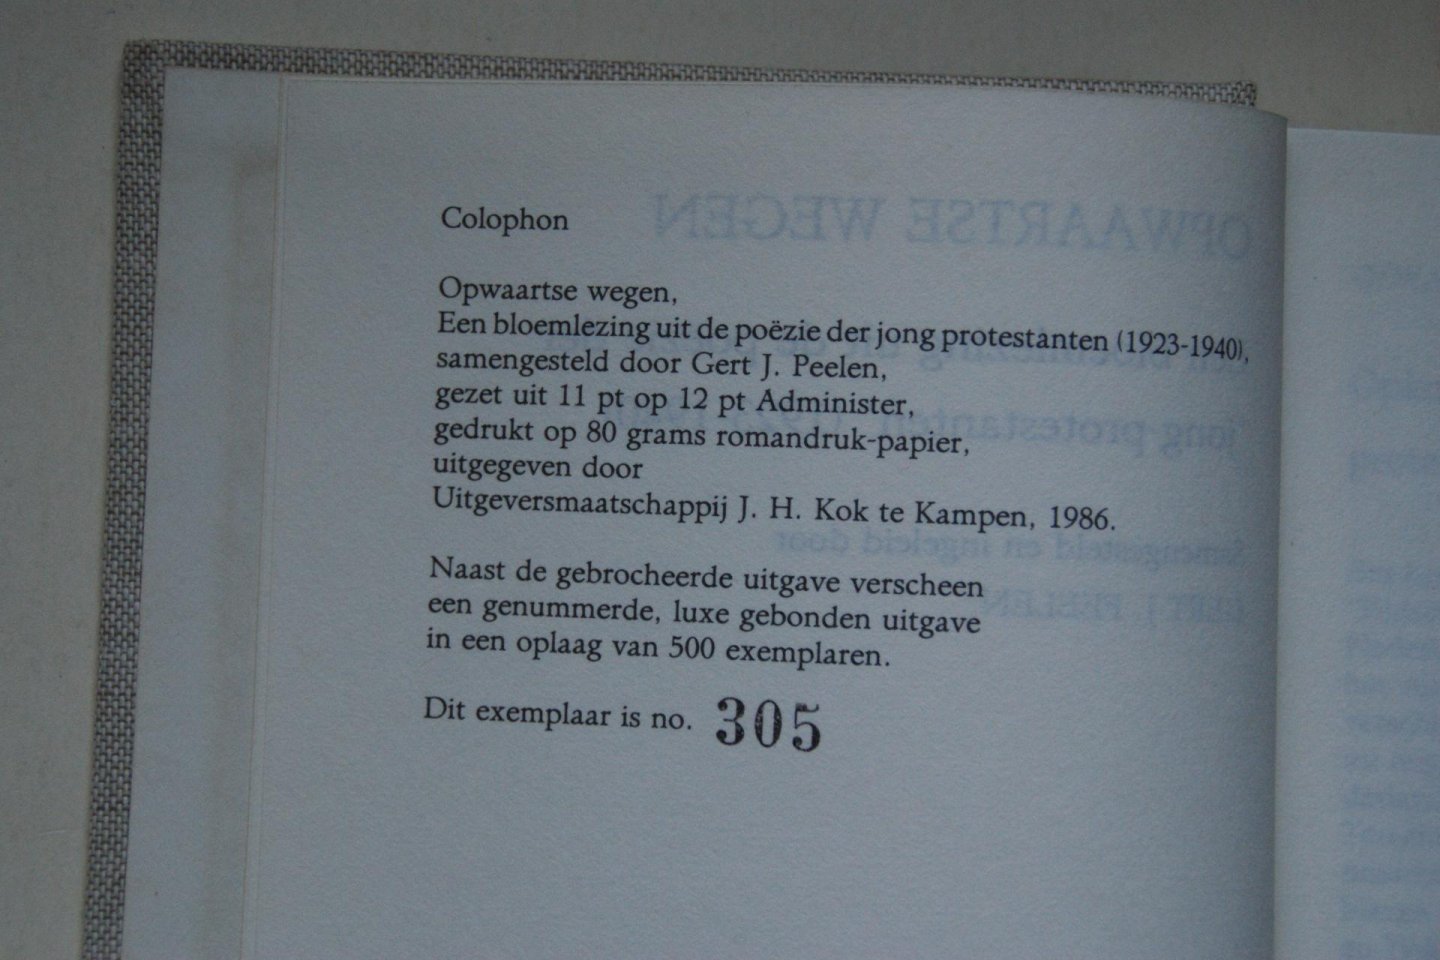 Colophon
Opwaartse wegen,
Een bloemlezing uit de poëzie der jong protestanten (1923-1940),
samengesteld door Gert J. Peelen,
gezet uit 11 pt op 12 pt Administer,
gedrukt op 80 grams romandruk-papier,
uitgegeven door
Uitgeversmaatschappij J. H. Kok te Kampen, 1986.
Naast de gebrocheerde uitgave verscheen
een genummerde, luxe gebonden uitgave
in een oplaag van 500 exemplaren.
Dit exemplaar is no. 305